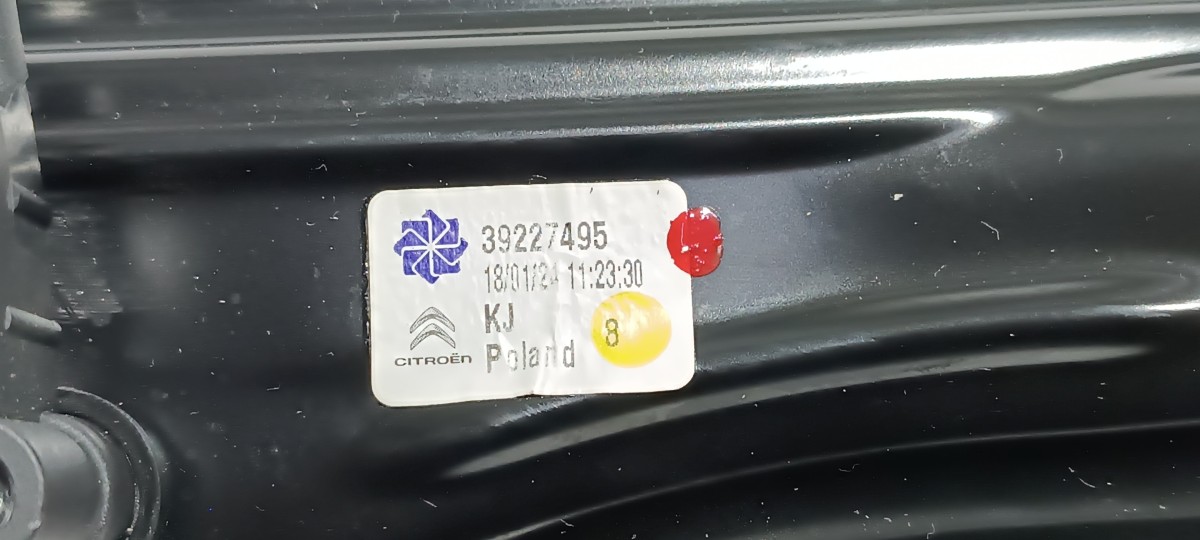 39227495
18/01/24 11:23:30
KJ
8
CITROËN
Poland